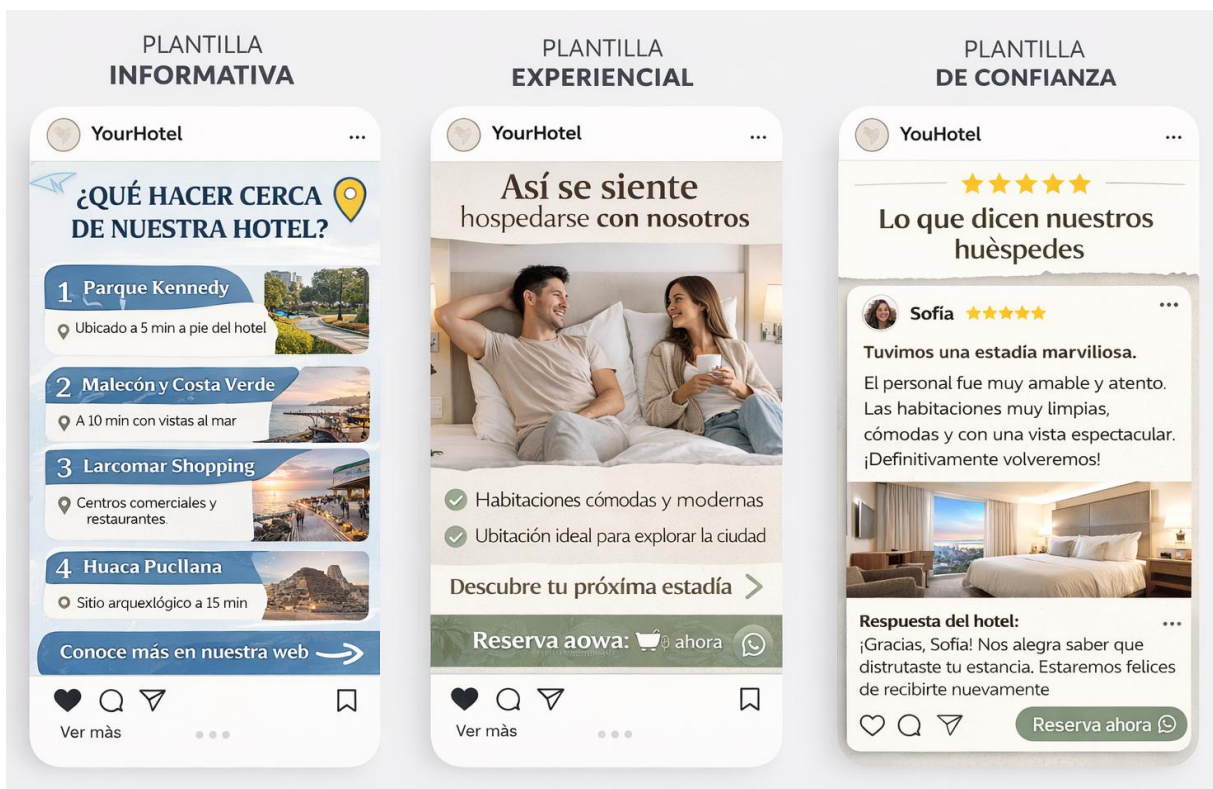 PLANTILLA
INFORMATIVA
YourHotel
¿QUÉ HACER CERCA
DE NUESTRA HOTEL?
1 Parque Kennedy
Ubicado a 5 min a pie del hotel
2 Malecón y Costa Verde
A 10 min con vistas al mar
3 Larcomar Shopping
Centros comerciales y
restaurantes.
4 Huaca Pucllana
Sitio arquexlógico a 15 min
Conoce más en nuestra web
Ver màs
PLANTILLA
EXPERIENCIAL
YourHotel
Así se siente
hospedarse con nosotros
Habitaciones cómodas y modernas
Ubitación ideal para explorar la ciudad
Descubre tu próxima estadía
Reserva aowa: ahora
Ver màs
PLANTILLA
DE CONFIANZA
YouHotel
Lo que dicen nuestros
huèspedes
Sofía
Tuvimos una estadía marviliosa.
El personal fue muy amable y atento.
Las habitaciones muy limpias,
cómodas y con una vista espectacular.
¡Definitivamente volveremos!
Respuesta del hotel:
¡Gracias, Sofía! Nos alegra saber que
distrutaste tu estancia. Estaremos felices
de recibirte nuevamente
Reserva ahora